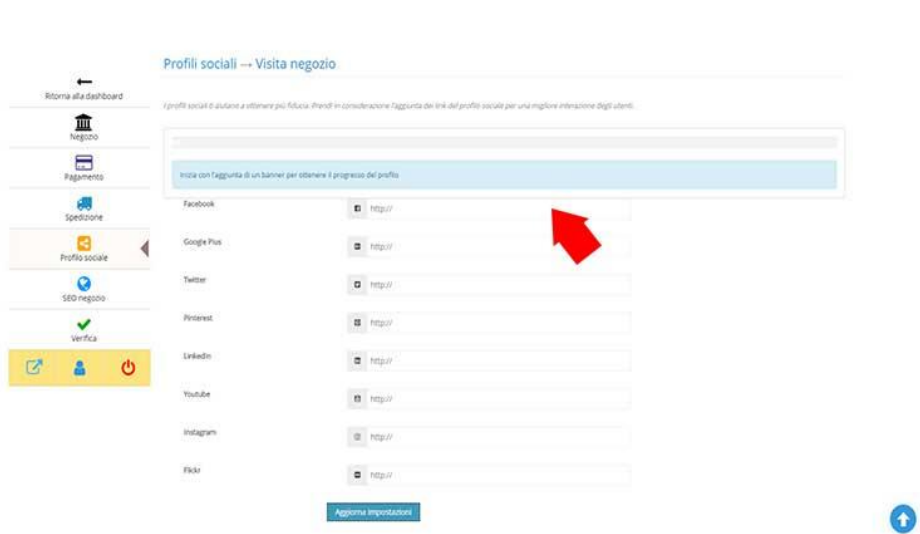 Profili sociali → Visita negozio
Ritorna alla dashboard
I profili sociali ti aiutano a ottenere più fiducia. Prendi in considerazione l'aggiunta dei link del profilo sociale per una migliore interazione degli utenti.
Negozio
Pagamento
Inizia con l'aggiunta di un banner per ottenere il progresso del profilo
Spedizione
Profilo sociale
SEO negozio
Verifica
Facebook
http://
Google Plus
http://
Twitter
http://
Pinterest
http://
LinkedIn
http://
Youtube
http://
Instagram
http://
Flickr
http://
Aggiorna impostazioni